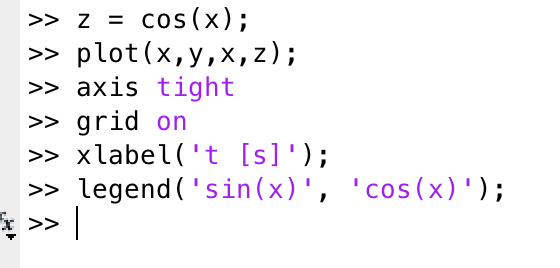 >> z = cos(x);
>> plot(x,y,x,z);
>> axis tight
>> grid on
>> xlabel('t [s]');
>> legend('sin(x)', 'cos(x)');
fx >>